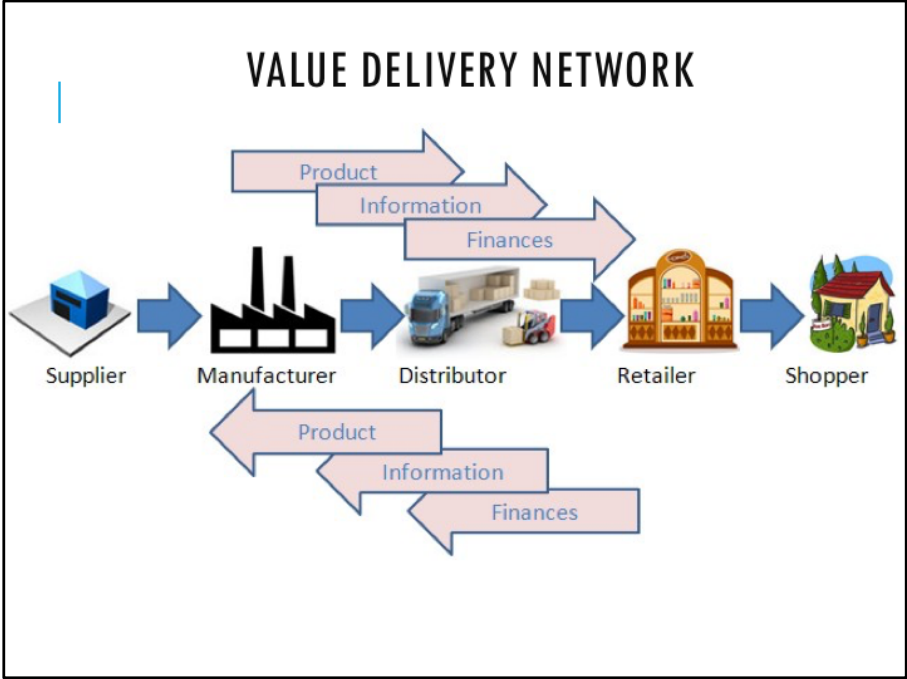 VALUE DELIVERY NETWORK
Product
Information
Finances
Supplier
Manufacturer
Distributor
Retailer
Shopper
Product
Information
Finances